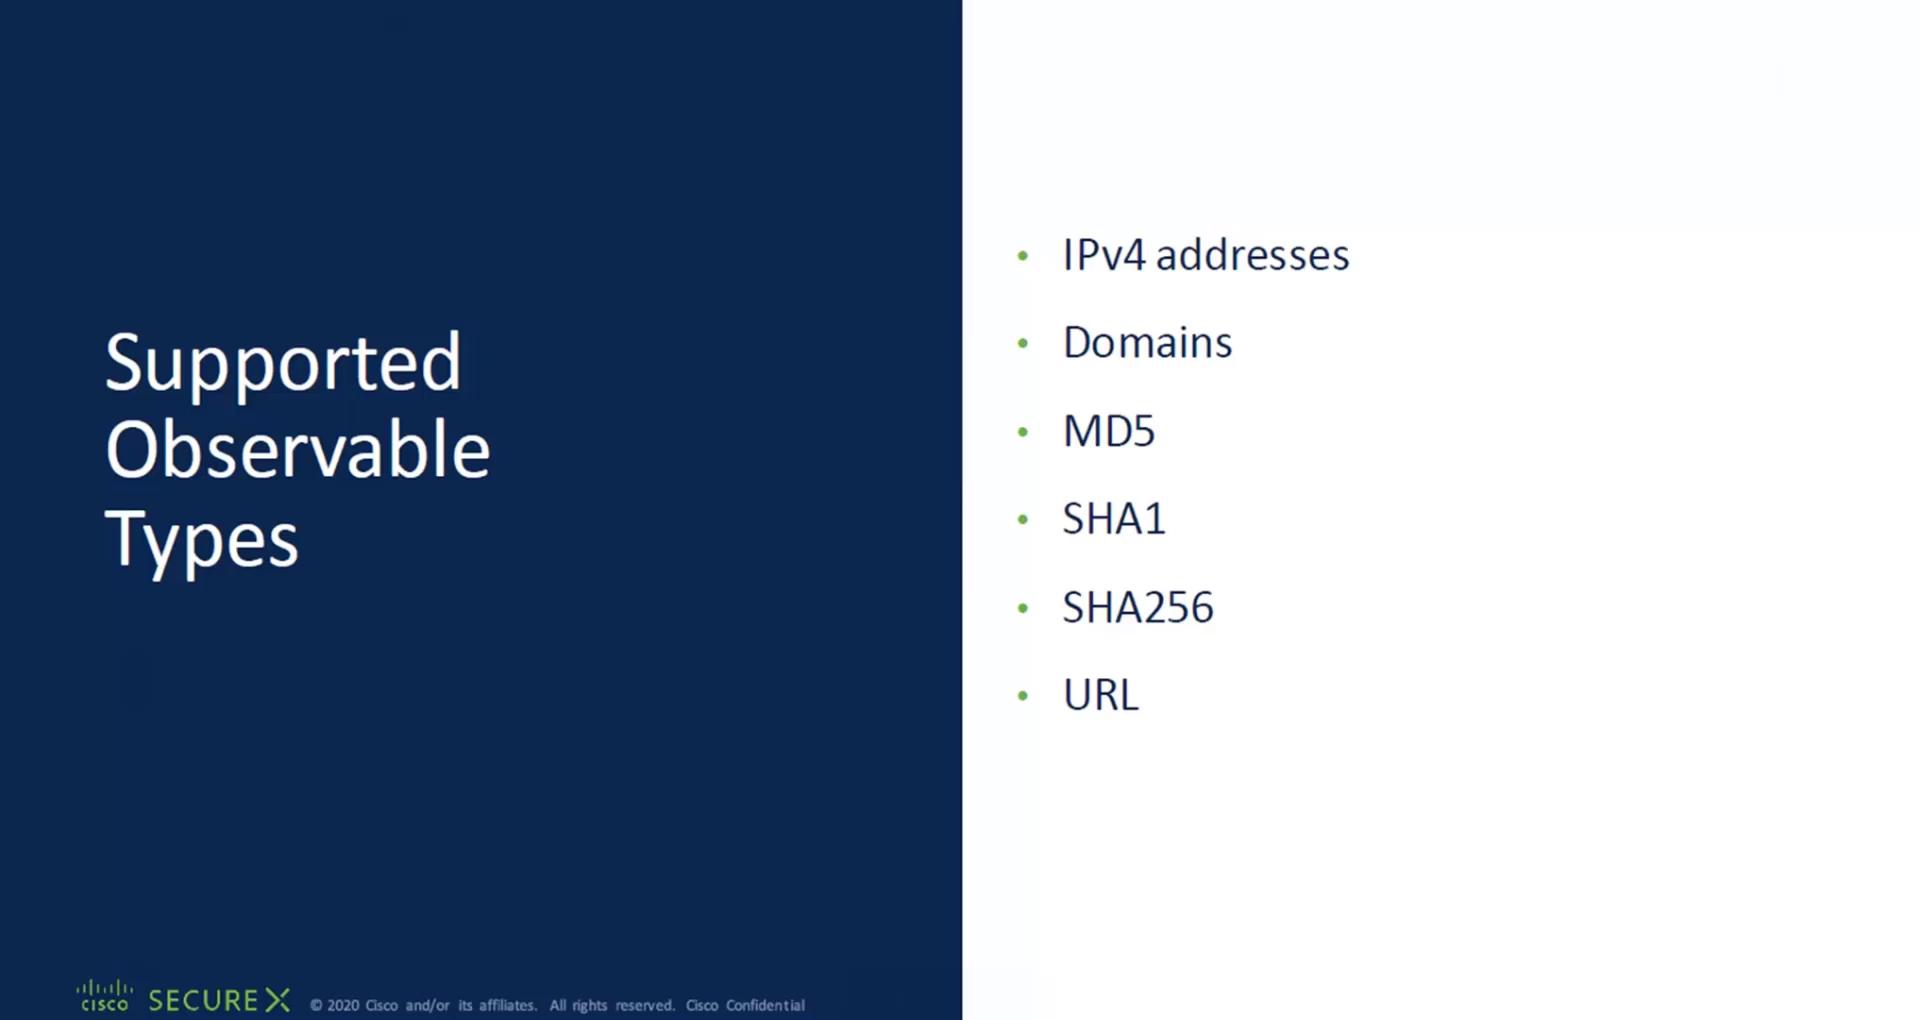 Supported
Observable
Types
• IPv4 addresses
• Domains
• MD5
• SHA1
• SHA256
• URL
CISCO SECUREX © 2020 Cisco and/or its affiliates. All rights reserved. Cisco Confidential